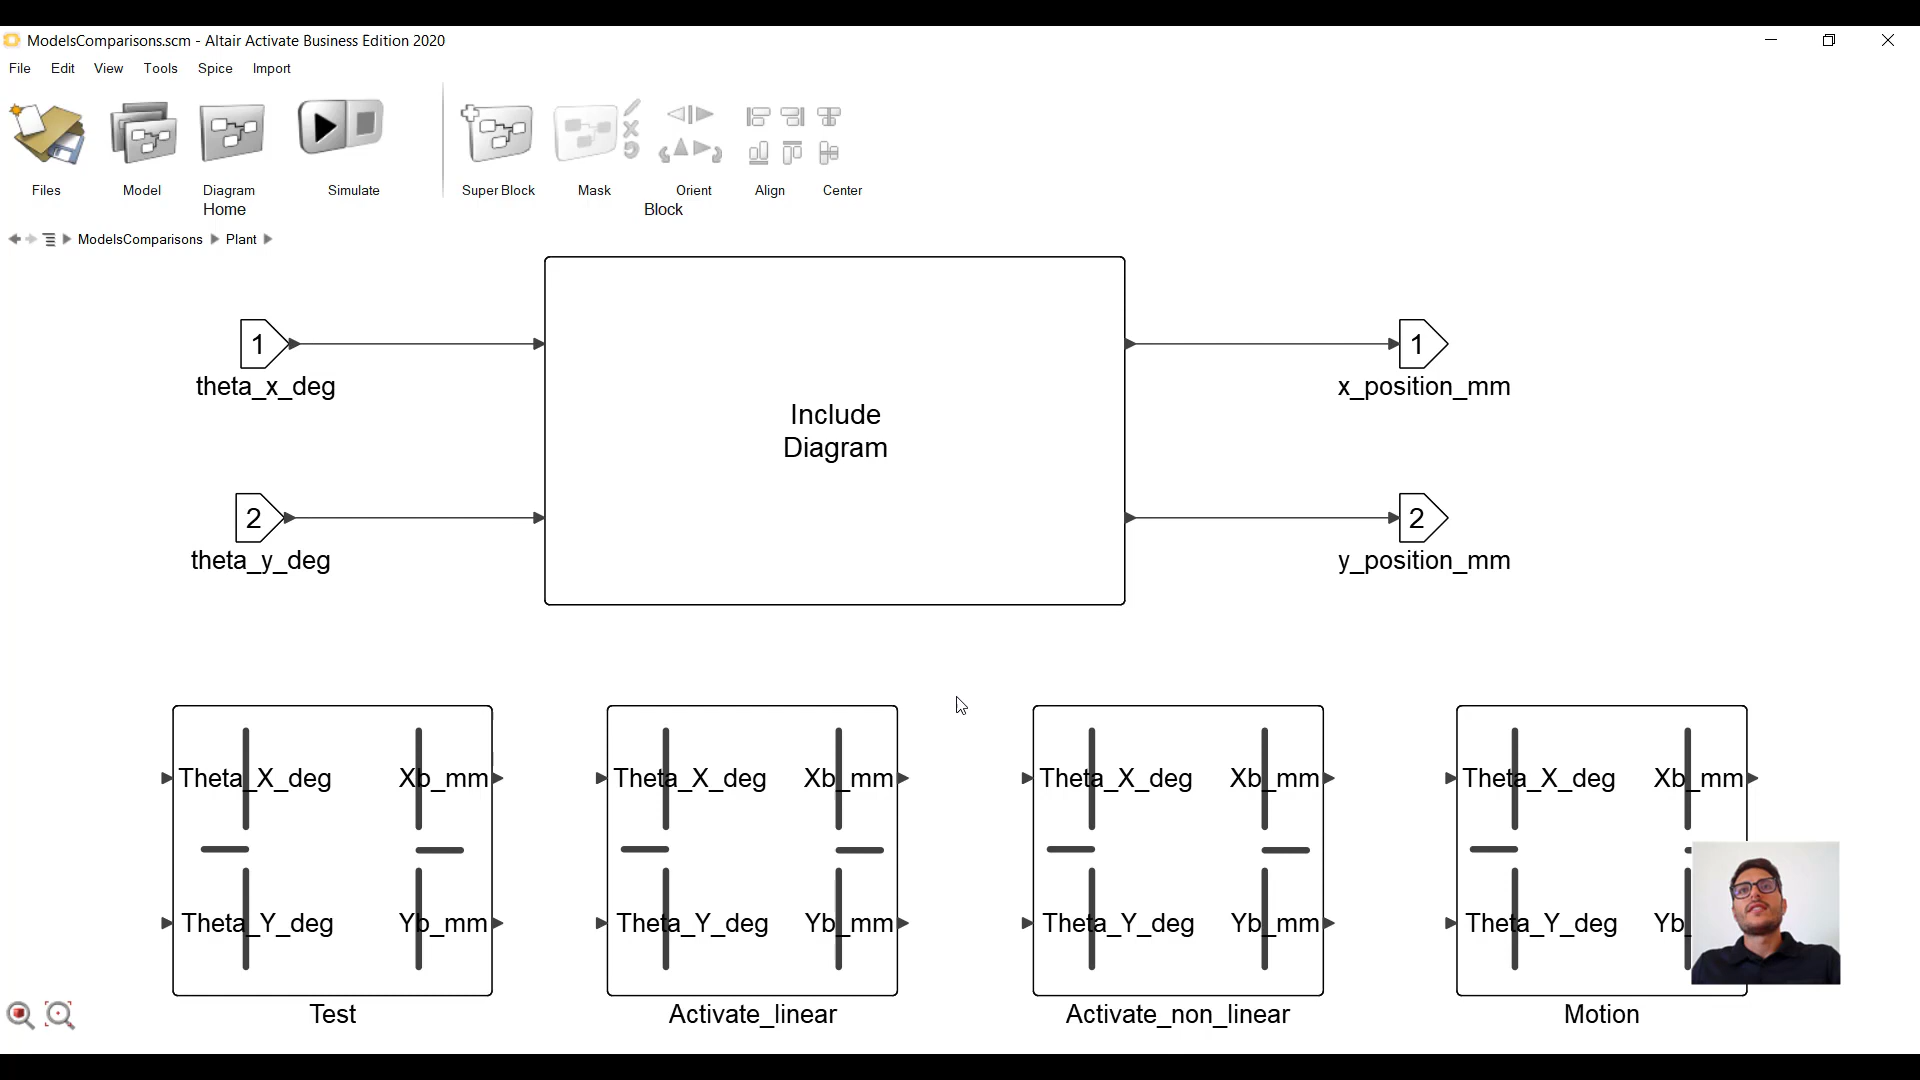 ModelsComparisons.scm - Altair Activate Business Edition 2020
File Edit View Tools Spice Import
Files Model Diagram Simulate Super Block Mask Orient Align Center
Home Block
ModelsComparisons Plant
1 1
theta_x_deg x_position_mm
Include
Diagram
2 2
theta_y_deg y_position_mm
Theta_X_deg Xb_mm Theta_X_deg Xb_mm Theta_X_deg Xb_mm Theta_X_deg Xb_mm
Theta_Y_deg Yb_mm Theta_Y_deg Yb_mm Theta_Y_deg Yb_mm Theta_Y_deg Yb_
Test Activate_linear Activate_non_linear Motion